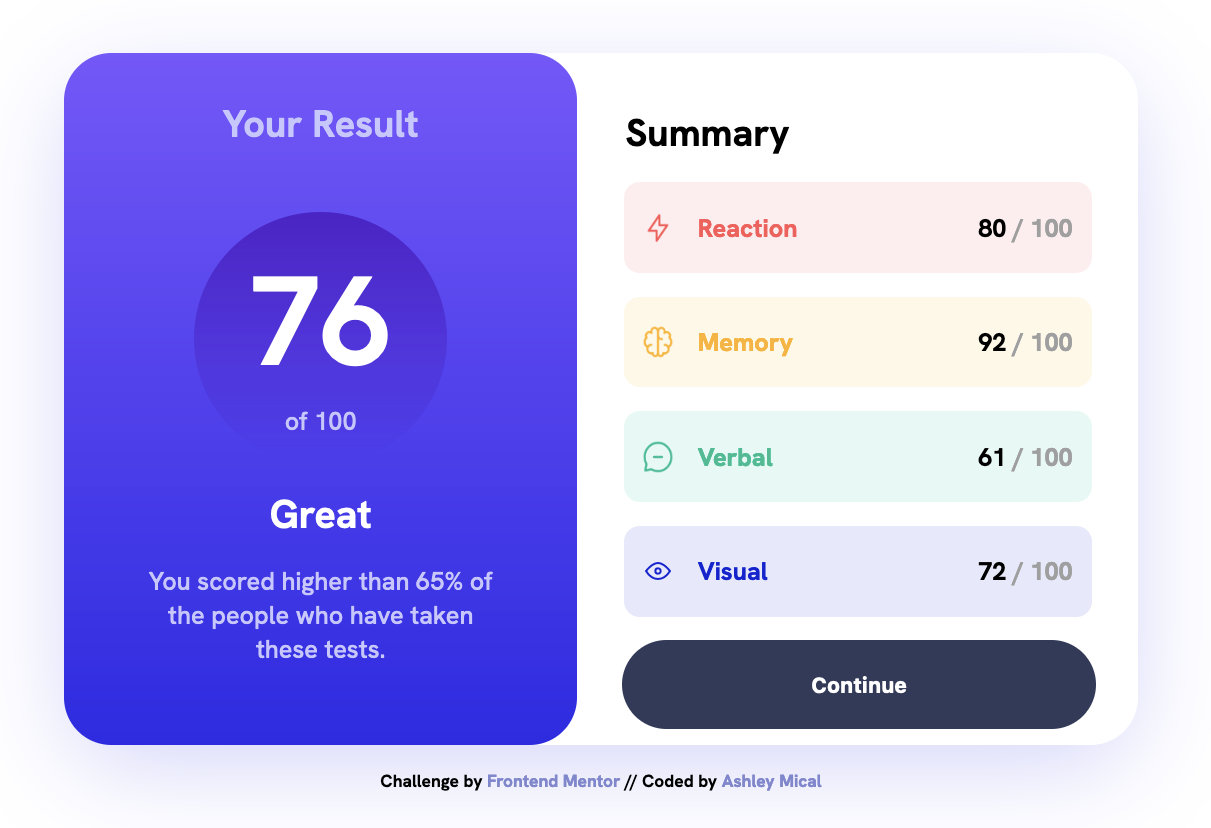 Your Result
76
of 100
Great
You scored higher than 65% of
the people who have taken
these tests.
Summary
Reaction 80 / 100
Memory 92 / 100
Verbal 61 / 100
Visual 72 / 100
Continue
Challenge by Frontend Mentor // Coded by Ashley Mical